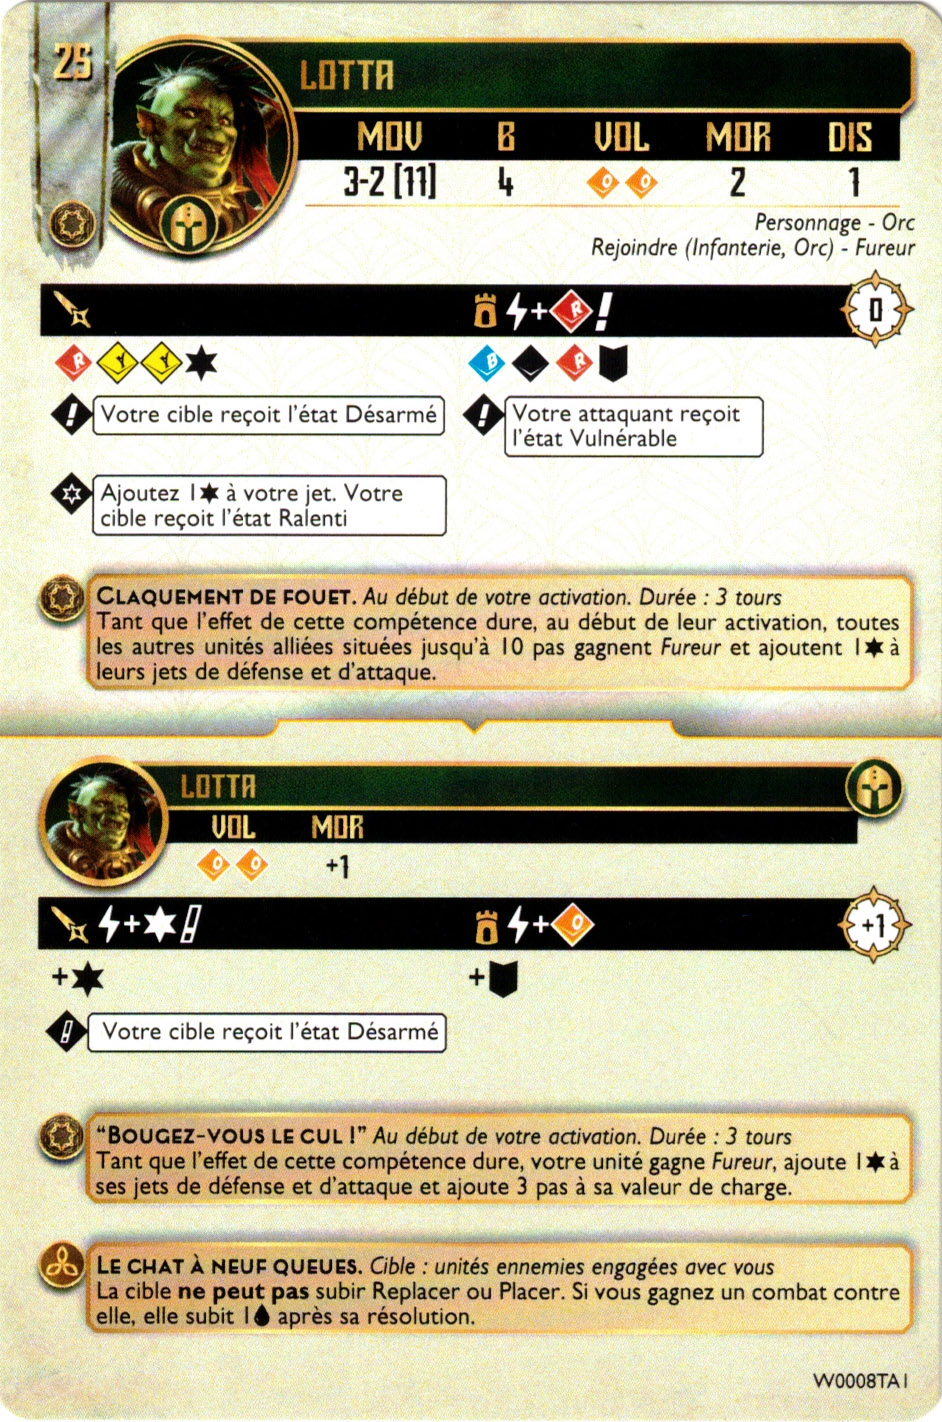 25
LOTTA
MOV B VOL MOR DIS
3-2 [11] 4 O O 2 1
Personnage - Orc
Rejoindre (Infanterie, Orc) - Fureur
+ R ! 0
R Y Y B R
! Votre cible reçoit l'état Désarmé
! Votre attaquant reçoit
l'état Vulnérable
Ajoutez 1 à votre jet. Votre
cible reçoit l'état Ralenti
CLAQUEMENT DE FOUET. Au début de votre activation. Durée : 3 tours
Tant que l'effet de cette compétence dure, au début de leur activation, toutes
les autres unités alliées situées jusqu'à 10 pas gagnent Fureur et ajoutent 1 à
leurs jets de défense et d'attaque.
LOTTA
VOL MOR
O O +1
+ ! + O +1
+ +
! Votre cible reçoit l'état Désarmé
“BOUGEZ-VOUS LE CUL !” Au début de votre activation. Durée : 3 tours
Tant que l'effet de cette compétence dure, votre unité gagne Fureur, ajoute 1 à
ses jets de défense et d'attaque et ajoute 3 pas à sa valeur de charge.
LE CHAT À NEUF QUEUES. Cible : unités ennemies engagées avec vous
La cible ne peut pas subir Replacer ou Placer. Si vous gagnez un combat contre
elle, elle subit 1 après sa résolution.
W0008TA1